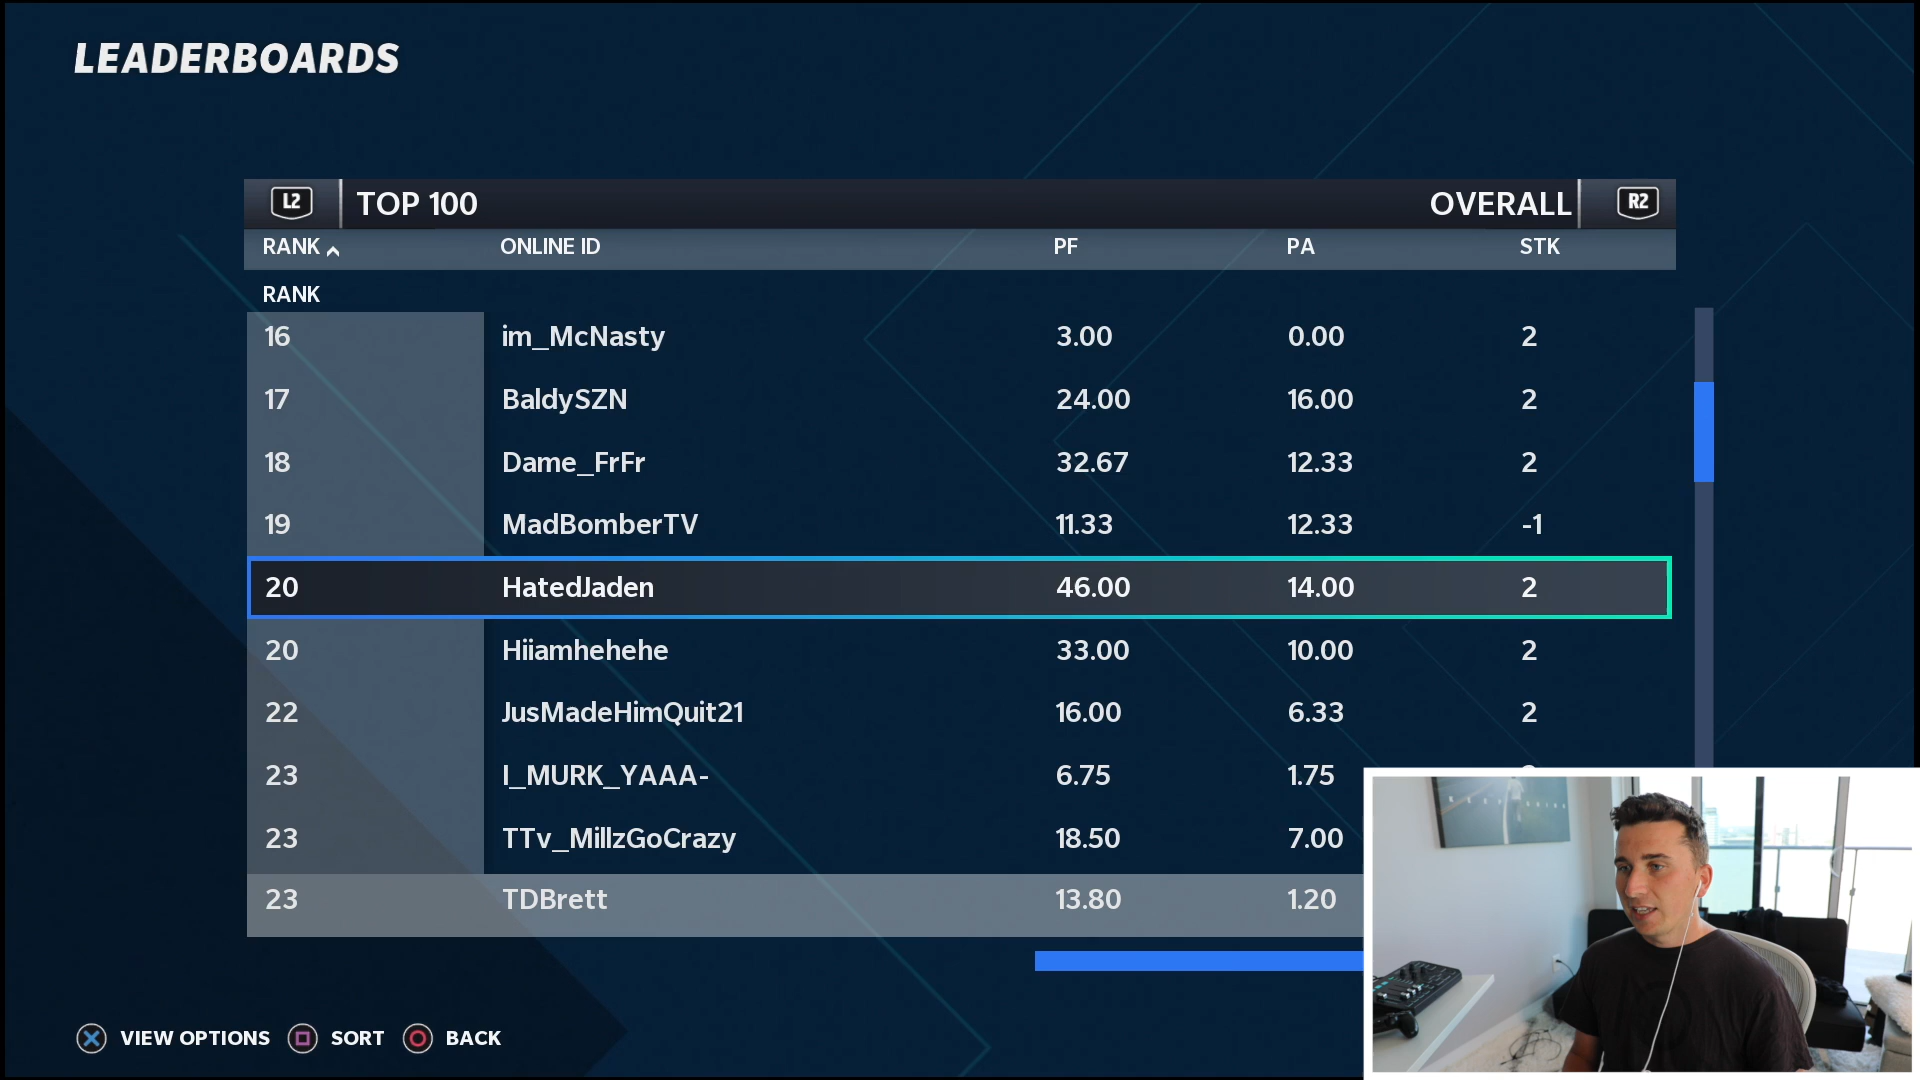 LEADERBOARDS
L2 TOP 100 OVERALL R2
RANK ONLINE ID PF PA STK
RANK
16 im_McNasty 3.00 0.00 2
17 BaldySZN 24.00 16.00 2
18 Dame_FrFr 32.67 12.33 2
19 MadBomberTV 11.33 12.33 -1
20 HatedJaden 46.00 14.00 2
20 Hiiamhehehe 33.00 10.00 2
22 JusMadeHimQuit21 16.00 6.33 2
23 I_MURK_YAAA- 6.75 1.75
23 TTv_MillzGoCrazy 18.50 7.00
23 TDBrett 13.80 1.20
VIEW OPTIONS SORT BACK